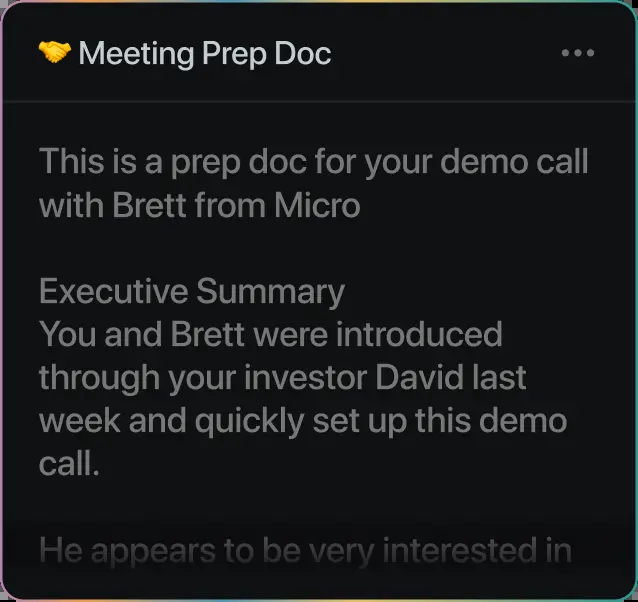 🤝 Meeting Prep Doc
This is a prep doc for your demo call
with Brett from Micro
Executive Summary
You and Brett were introduced
through your investor David last
week and quickly set up this demo
call.
He appears to be very interested in